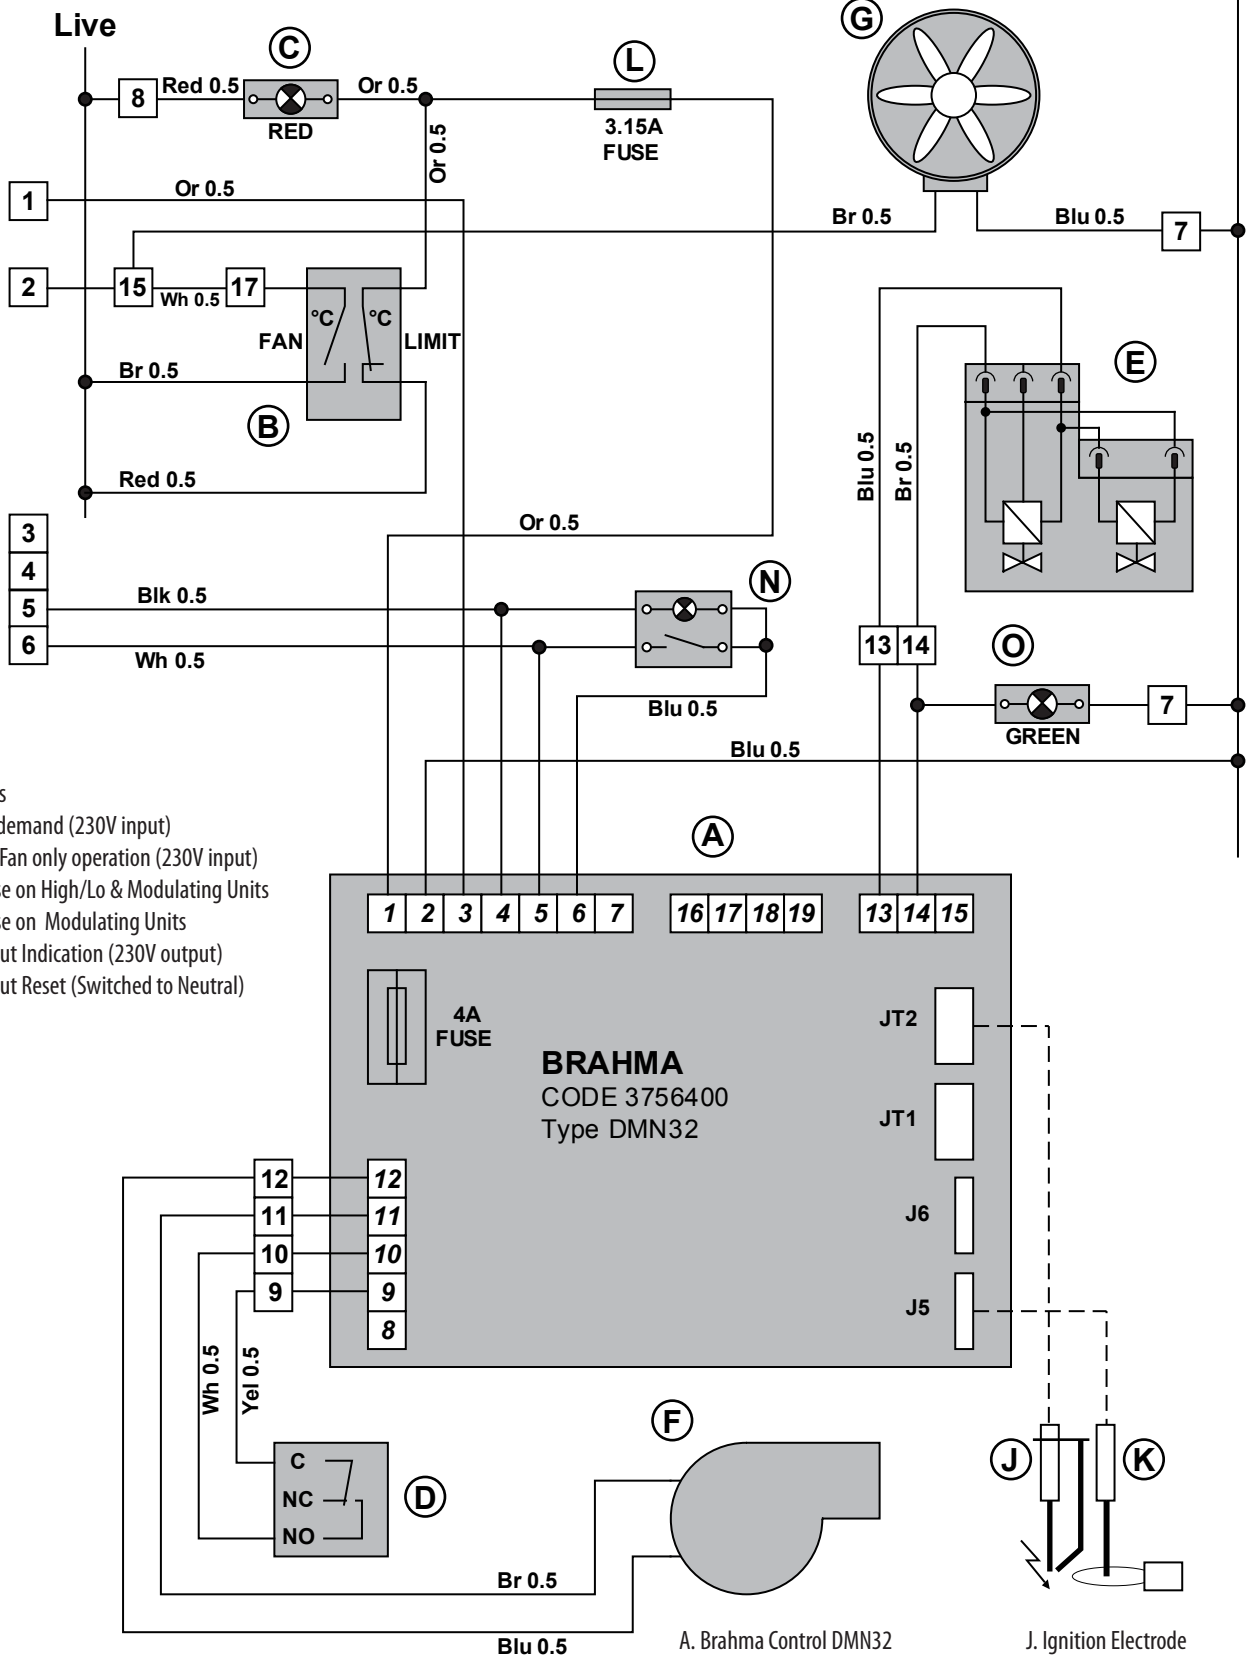 Live
C
L
G
8
Red 0.5
Or 0.5
RED
3.15A
FUSE
Or 0.5
1
Or 0.5
Br 0.5
Blu 0.5
7
2
15
Wh 0.5
17
°C
°C
FAN
LIMIT
E
Br 0.5
B
Blu 0.5
Br 0.5
Red 0.5
3
Or 0.5
4
N
5
Blk 0.5
6
Wh 0.5
13
14
O
Blu 0.5
7
GREEN
Blu 0.5
s
demand (230V input)
A
Fan only operation (230V input)
se on High/Lo & Modulating Units
se on Modulating Units
ut Indication (230V output)
ut Reset (Switched to Neutral)
1 2 3 4 5 6 7
16 17 18 19
13 14 15
4A
FUSE
JT2
BRAHMA
CODE 3756400
Type DMN32
JT1
12
12
11
11
J6
10
10
9
9
J5
8
Wh 0.5
Yel 0.5
F
C
NC
NO
D
J
K
Br 0.5
Blu 0.5
A. Brahma Control DMN32
J. Ignition Electrode